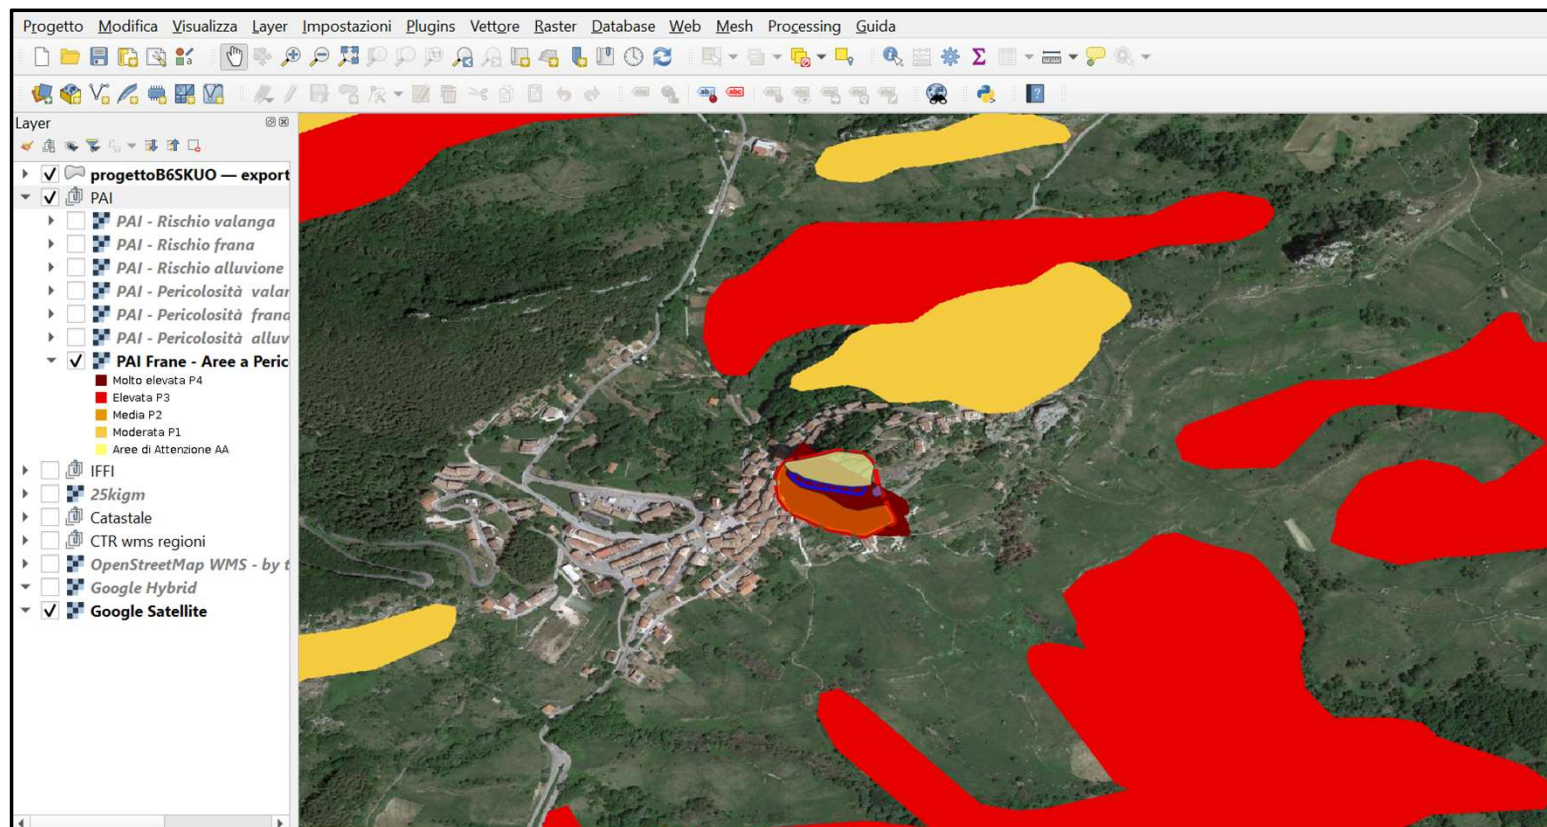 Progetto Modifica Visualizza Layer Impostazioni Plugins Vettore Raster Database Web Mesh Processing Guida
Layer
progettoB6SKUO — export
PAI
PAI - Rischio valanga
PAI - Rischio frana
PAI - Rischio alluvione
PAI - Pericolosità valar
PAI - Pericolosità frana
PAI - Pericolosità alluv
PAI Frane - Aree a Peric
Molto elevata P4
Elevata P3
Media P2
Moderata P1
Aree di Attenzione AA
IFFI
25kigm
Catastale
CTR wms regioni
OpenStreetMap WMS - by t
Google Hybrid
Google Satellite